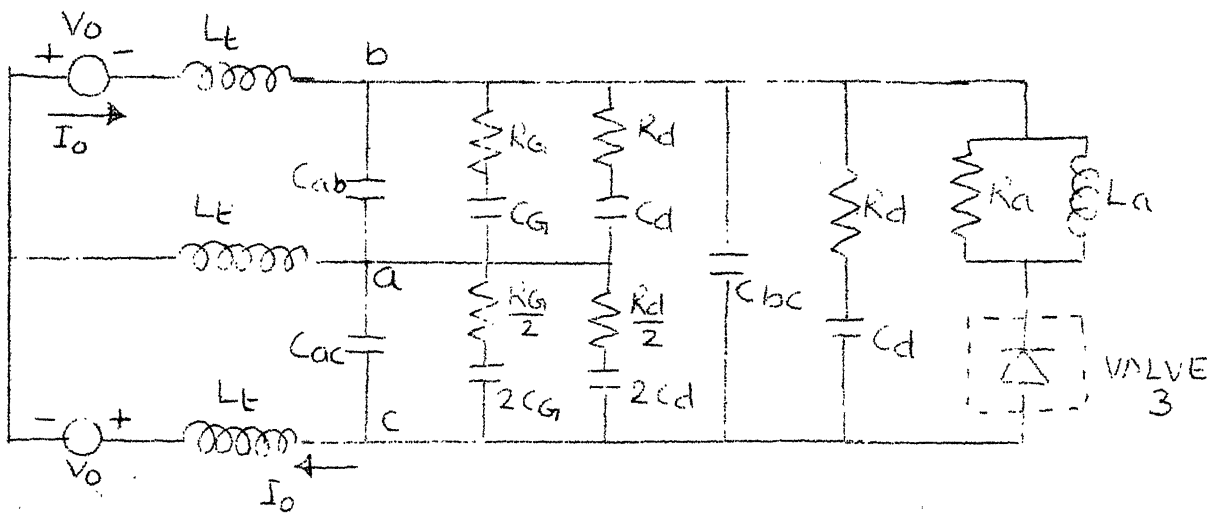 Vo
+ -
Lt
b
Io
Cab
RG
CG
Rd
Cd
Lt
a
Cac
RG/2
2CG
Rd/2
2Cd
Cbc
Rd
Cd
Ra
La
VALVE
3
- +
Vo
Lt
c
Io